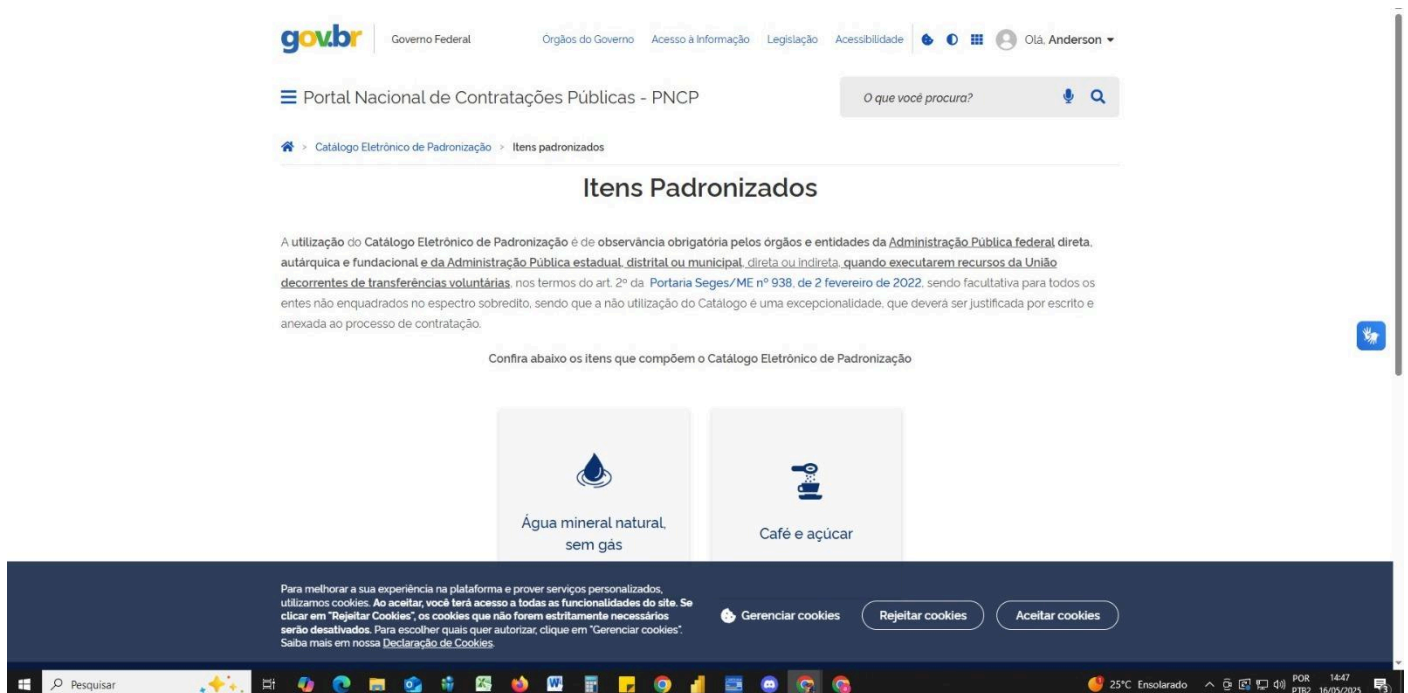 gov.br Governo Federal Órgãos do Governo Acesso à Informação Legislação Acessibilidade Olá, Anderson
Portal Nacional de Contratações Públicas - PNCP O que você procura?
> Catálogo Eletrônico de Padronização > Itens padronizados
Itens Padronizados
A utilização do Catálogo Eletrônico de Padronização é de observância obrigatória pelos órgãos e entidades da Administração Pública federal direta,
autárquica e fundacional e da Administração Pública estadual, distrital ou municipal, direta ou indireta, quando executarem recursos da União
decorrentes de transferências voluntárias, nos termos do art. 2º da Portaria Seges/ME nº 938, de 2 fevereiro de 2022, sendo facultativa para todos os
entes não enquadrados no espectro sobredito, sendo que a não utilização do Catálogo é uma excepcionalidade, que deverá ser justificada por escrito e
anexada ao processo de contratação.
Confira abaixo os itens que compõem o Catálogo Eletrônico de Padronização
Água mineral natural,
sem gás
Café e açúcar
Para melhorar a sua experiência na plataforma e prover serviços personalizados,
utilizamos cookies. Ao aceitar, você terá acesso a todas as funcionalidades do site. Se
clicar em "Rejeitar Cookies", os cookies que não forem estritamente necessários
serão desativados. Para escolher quais quer autorizar, clique em "Gerenciar cookies".
Saiba mais em nossa Declaração de Cookies.
Gerenciar cookies Rejeitar cookies Aceitar cookies
Pesquisar 25°C Ensolarado POR 14:47
PTB2 16/05/2025